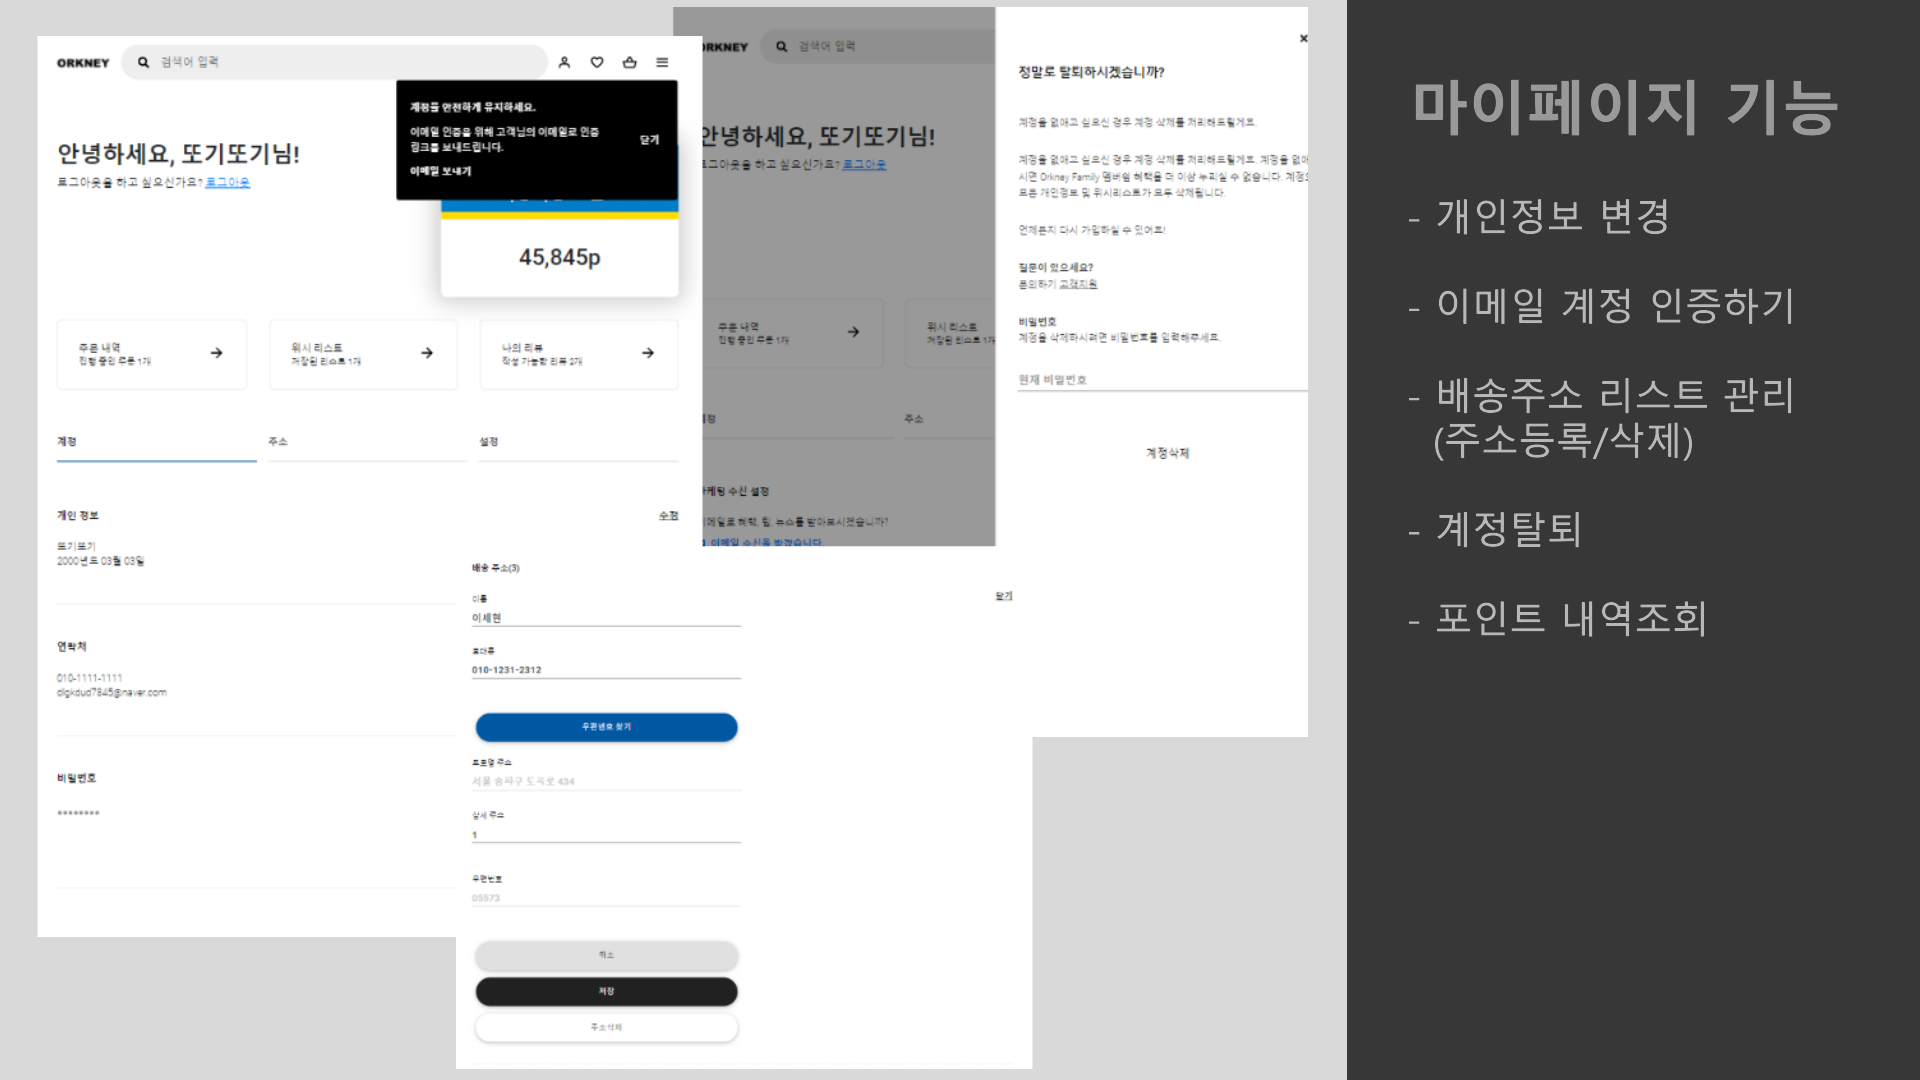 ORKNEY
검색어 입력
계정을 안전하게 유지하세요.
이메일 인증을 위해 고객님의 이메일로 인증
링크를 보내드립니다.
닫기
이메일 보내기
안녕하세요, 또기또기님!
로그아웃을 하고 싶으신가요? 로그아웃
45,845p
주문 내역
진행 중인 주문 1개
위시 리스트
저장된 리스트 1개
나의 리뷰
작성 가능한 리뷰 2개
계정
주소
설정
개인 정보
수정
또기또기
2000년도 03월 03일
연락처
010-1111-1111
dlgkdud7845@naver.com
비밀번호
********
ORKNEY
검색어 입력
안녕하세요, 또기또기님!
로그아웃을 하고 싶으신가요? 로그아웃
주문 내역
진행 중인 주문 1개
위시 리스트
저장된 리스트 1개
계정
주소
마케팅 수신 설정
이메일로 혜택, 팁, 뉴스를 받아보시겠습니까?
이메일 수신을 받겠습니다.
×
정말로 탈퇴하시겠습니까?
계정을 없애고 싶으신 경우 계정 삭제를 처리해드릴게요.
계정을 없애고 싶으신 경우 계정 삭제를 처리해드릴게요. 계정을 없애
시면 Orkney Family 멤버쉽 혜택을 더 이상 누리실 수 없습니다. 계정의
모든 개인정보 및 위시리스트가 모두 삭제됩니다.
언제든지 다시 가입하실 수 있어요!
질문이 있으세요?
문의하기 고객지원
비밀번호
계정을 삭제하시려면 비밀번호를 입력해주세요.
현재 비밀번호
계정삭제
배송 주소(3)
닫기
이름
이세현
휴대폰
010-1231-2312
우편번호 찾기
도로명 주소
서울 송파구 도곡로 434
상세 주소
1
우편번호
05573
취소
저장
주소삭제
마이페이지 기능
- 개인정보 변경
- 이메일 계정 인증하기
- 배송주소 리스트 관리
(주소등록/삭제)
- 계정탈퇴
- 포인트 내역조회